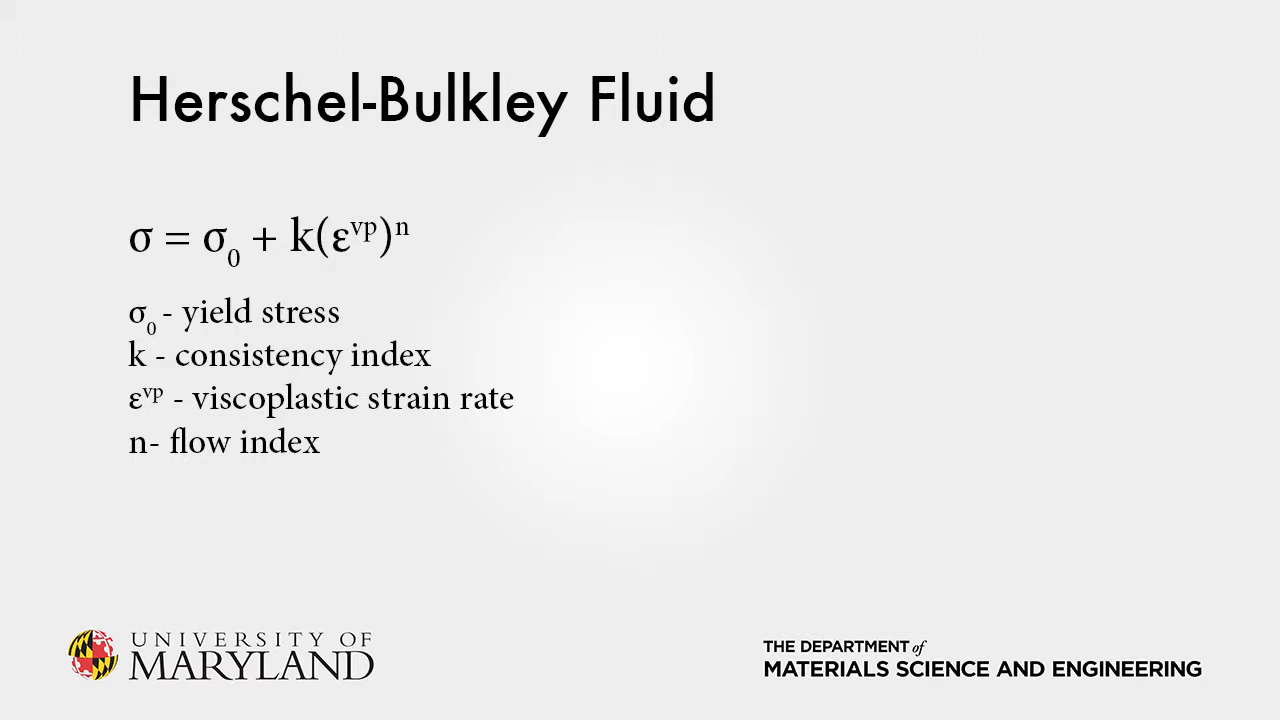 Herschel-Bulkley Fluid
σ = σ₀ + k(εᵛᵖ)ⁿ
σ₀ - yield stress
k - consistency index
εᵛᵖ - viscoplastic strain rate
n- flow index
UNIVERSITY OF
MARYLAND
THE DEPARTMENT of
MATERIALS SCIENCE AND ENGINEERING